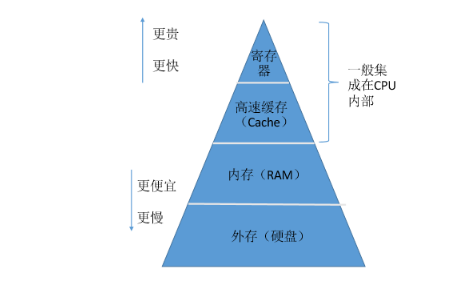 更贵
更快
寄存
器
一般集
成在CPU
内部
高速缓存
（Cache）
内存（RAM）
更便宜
更慢
外存（硬盘）